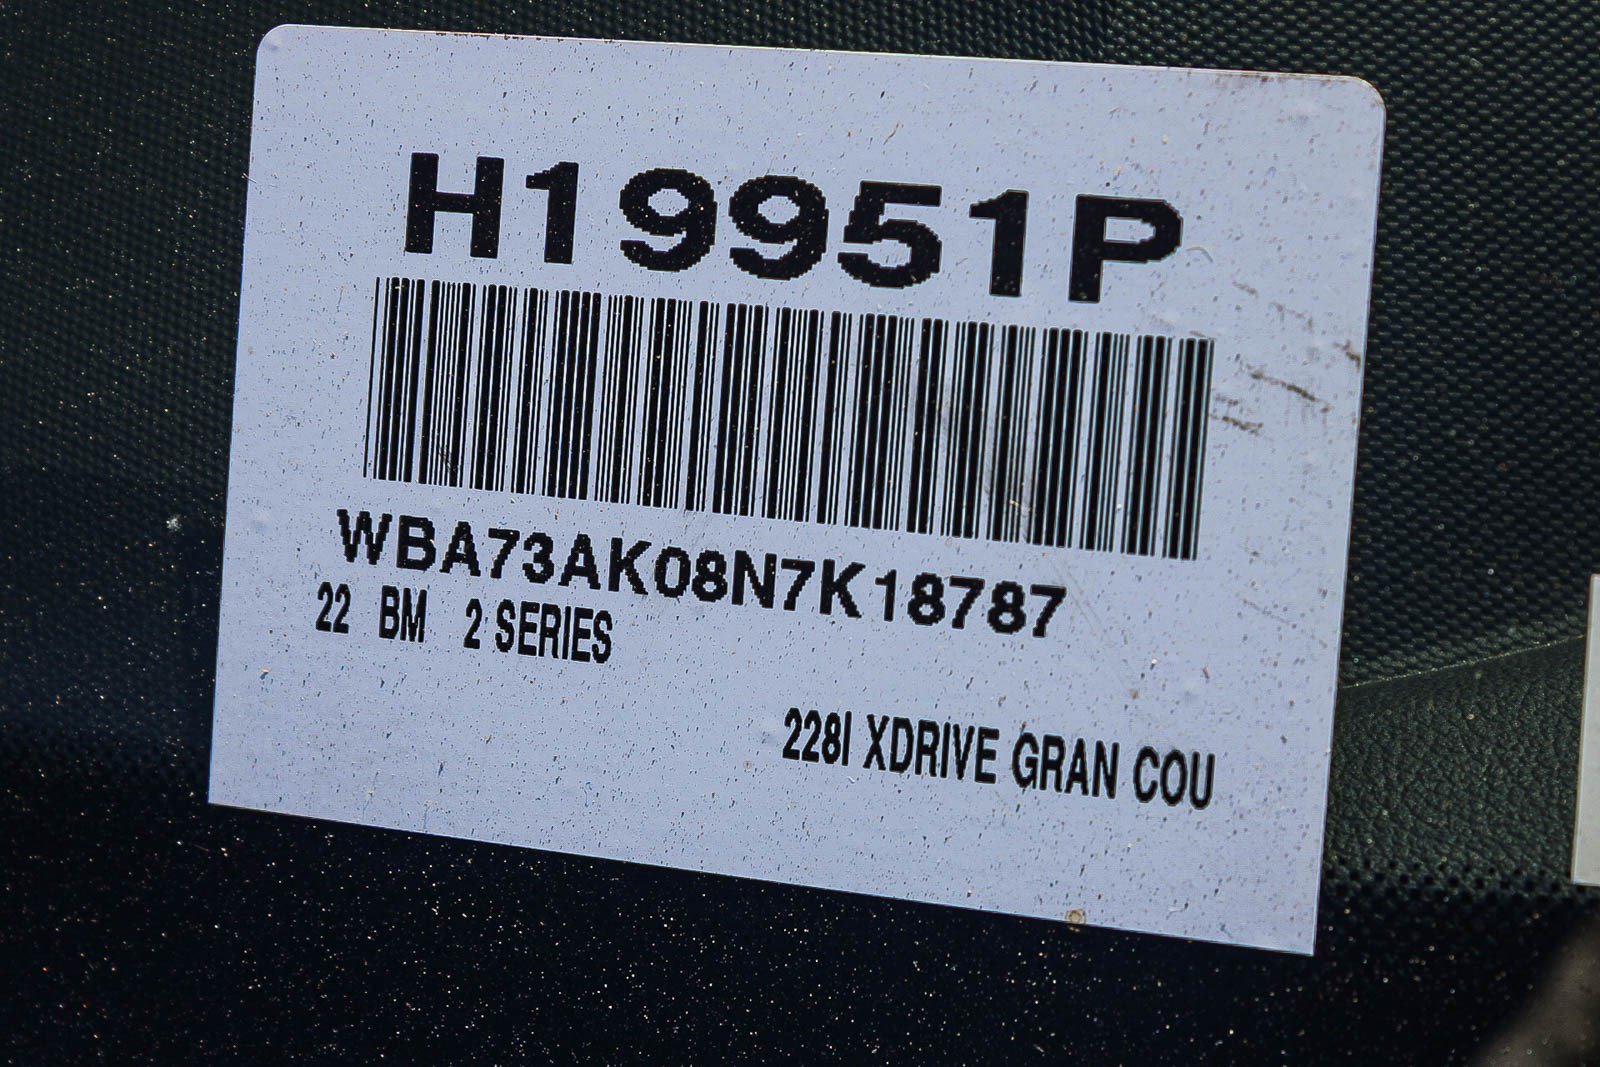 H19951P
WBA73AK08N7K18787
22 BM 2 SERIES
228I XDRIVE GRAN COU